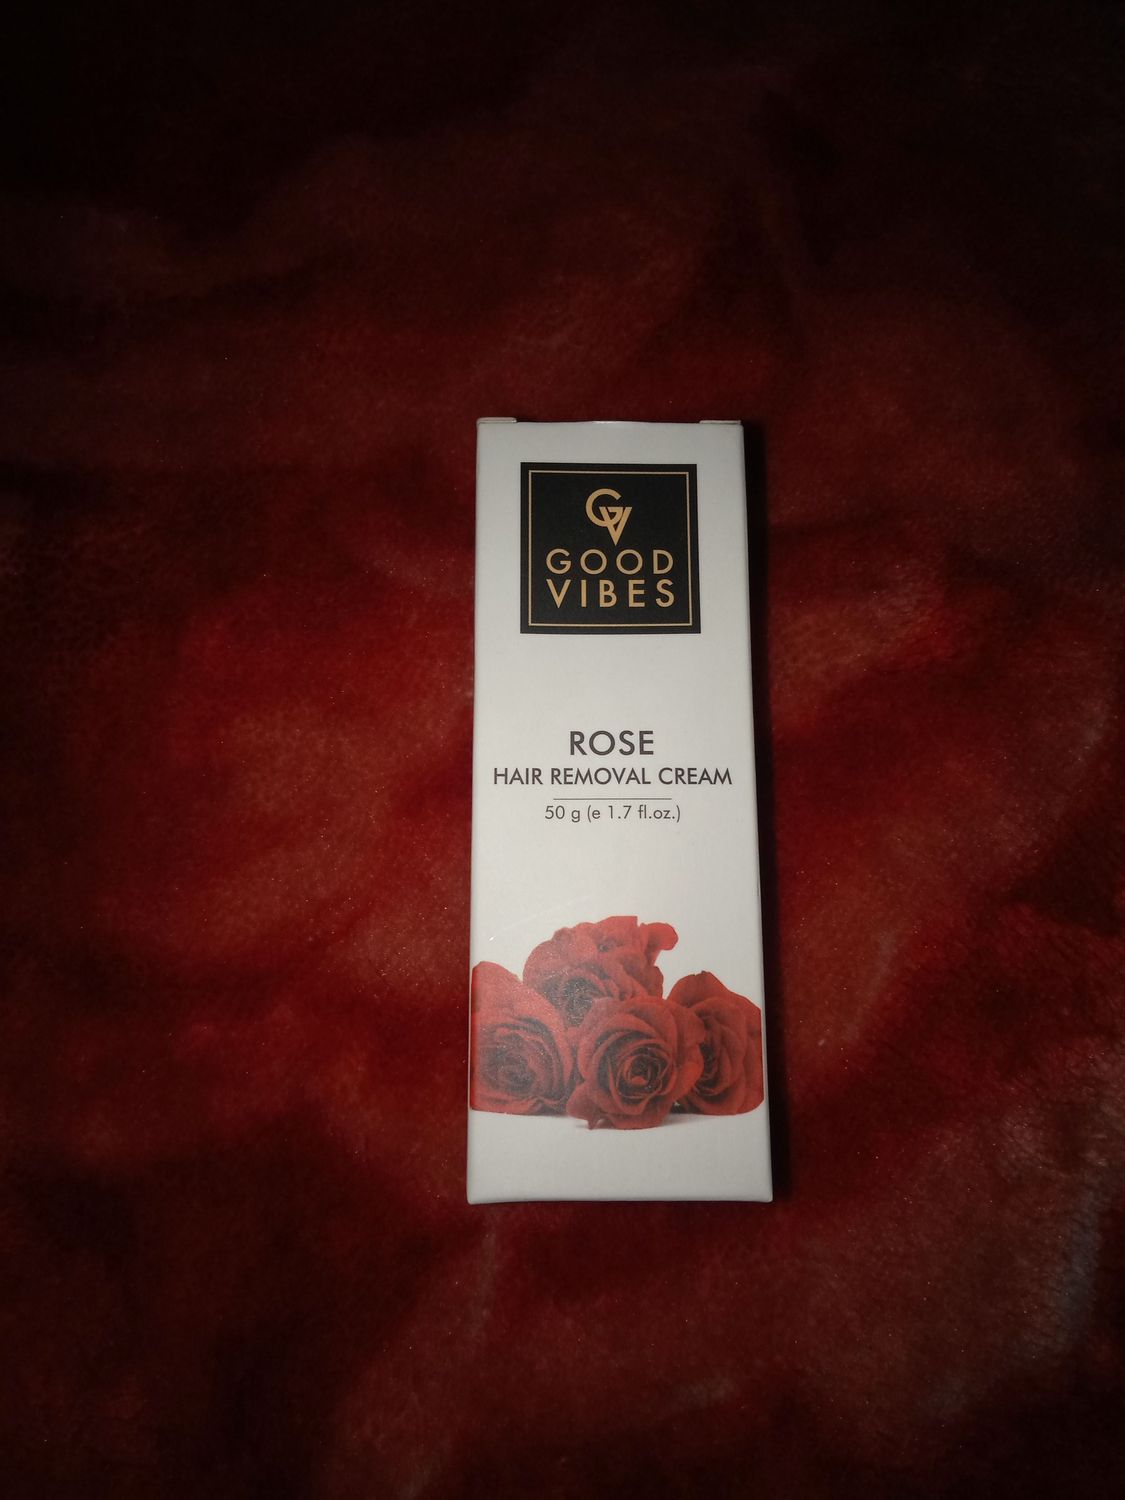 GV
GOOD
VIBES
ROSE
HAIR REMOVAL CREAM
50 g (e 1.7 fl.oz.)